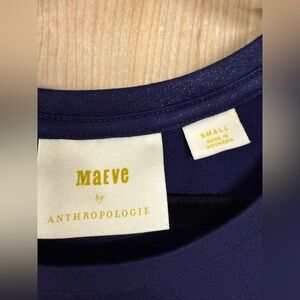 MAEVe
by
ANTHROPOLOGIE
SMALL
MADE IN
INDONESIA